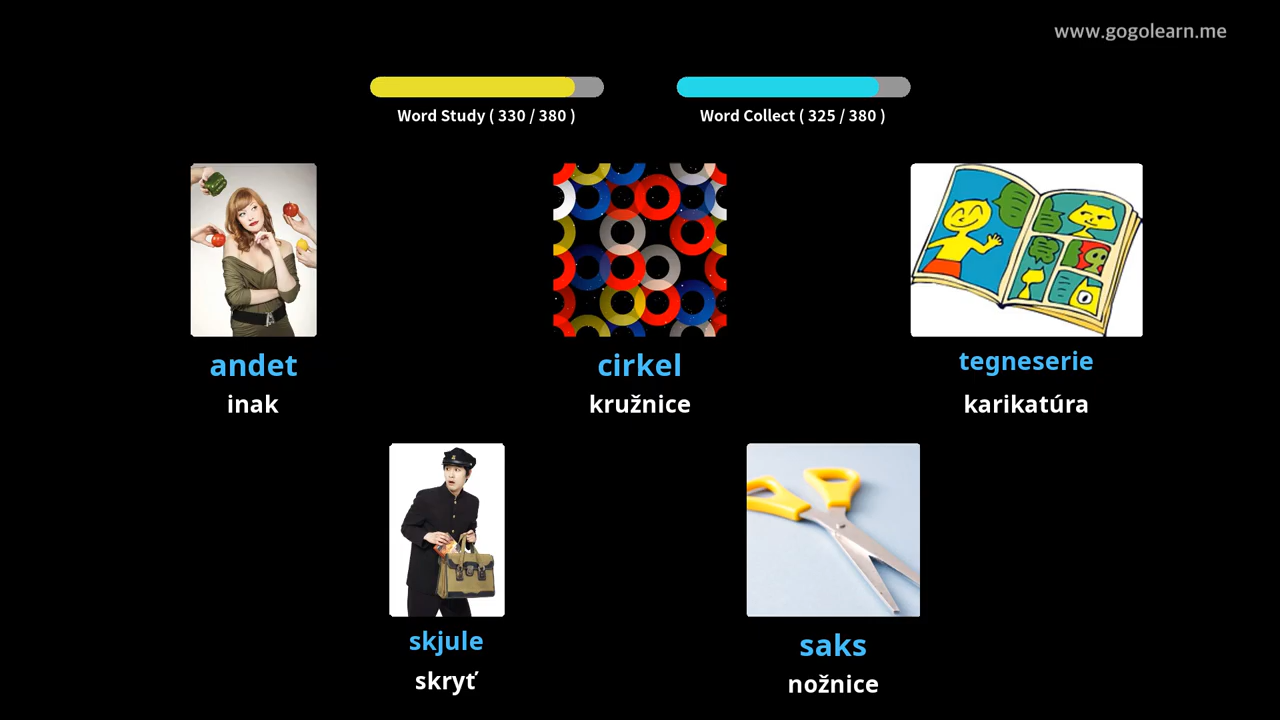 www.gogolearn.me
Word Study ( 330 / 380 )
Word Collect ( 325 / 380 )
andet
inak
cirkel
kružnice
tegneserie
karikatúra
skjule
skryť
saks
nožnice